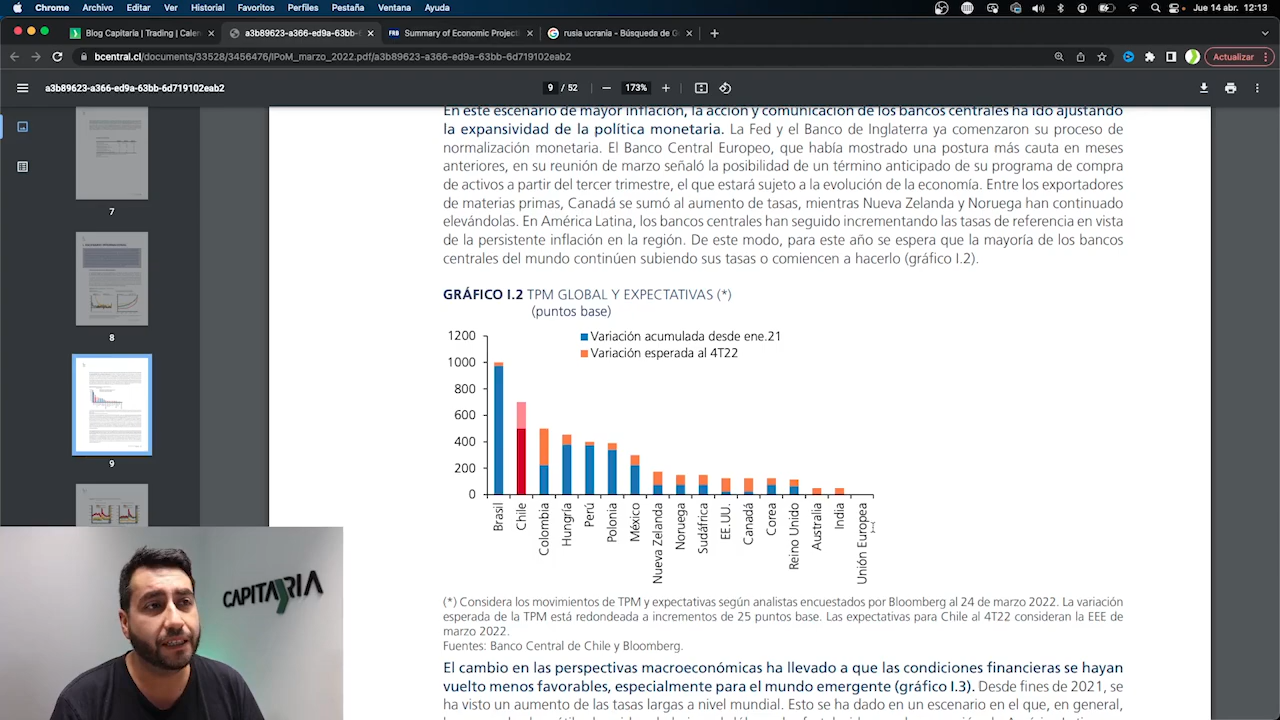 Chrome Archivo Editar Ver Historial Favoritos Perfiles Pestaña Ventana Ayuda Jue 14 abr. 12:13
Blog Capitaria | Trading | Calen a3b89623-a366-ed9a-63bb-6 Summary of Economic Projecti rusia ucrania - Búsqueda de G
bcentral.cl/documents/33528/3456476/IPoM_marzo_2022.pdf/a3b89623-a366-ed9a-63bb-6d719102eab2 Actualizar
a3b89623-a366-ed9a-63bb-6d719102eab2 9 / 52 173%
7
8
9
En este escenario de mayor inflación, la acción y comunicación de los bancos centrales ha ido ajustando
la expansividad de la política monetaria. La Fed y el Banco de Inglaterra ya comenzaron su proceso de
normalización monetaria. El Banco Central Europeo, que había mostrado una postura más cauta en meses
anteriores, en su reunión de marzo señaló la posibilidad de un término anticipado de su programa de compra
de activos a partir del tercer trimestre, el que estará sujeto a la evolución de la economía. Entre los exportadores
de materias primas, Canadá se sumó al aumento de tasas, mientras Nueva Zelanda y Noruega han continuado
elevándolas. En América Latina, los bancos centrales han seguido incrementando las tasas de referencia en vista
de la persistente inflación en la región. De este modo, para este año se espera que la mayoría de los bancos
centrales del mundo continúen subiendo sus tasas o comiencen a hacerlo (gráfico I.2).
GRÁFICO I.2 TPM GLOBAL Y EXPECTATIVAS (*)
(puntos base)
Variación acumulada desde ene.21
Variación esperada al 4T22
1200
1000
800
600
400
200
0
Brasil
Chile
Colombia
Hungría
Perú
Polonia
México
Nueva Zelanda
Noruega
Sudáfrica
EE.UU.
Canadá
Corea
Reino Unido
Australia
India
Unión Europea
(*) Considera los movimientos de TPM y expectativas según analistas encuestados por Bloomberg al 24 de marzo 2022. La variación
esperada de la TPM está redondeada a incrementos de 25 puntos base. Las expectativas para Chile al 4T22 consideran la EEE de
marzo 2022.
Fuentes: Banco Central de Chile y Bloomberg.
El cambio en las perspectivas macroeconómicas ha llevado a que las condiciones financieras se hayan
vuelto menos favorables, especialmente para el mundo emergente (gráfico I.3). Desde fines de 2021, se
ha visto un aumento de las tasas largas a nivel mundial. Esto se ha dado en un escenario en el que, en general,
CAPITARIA